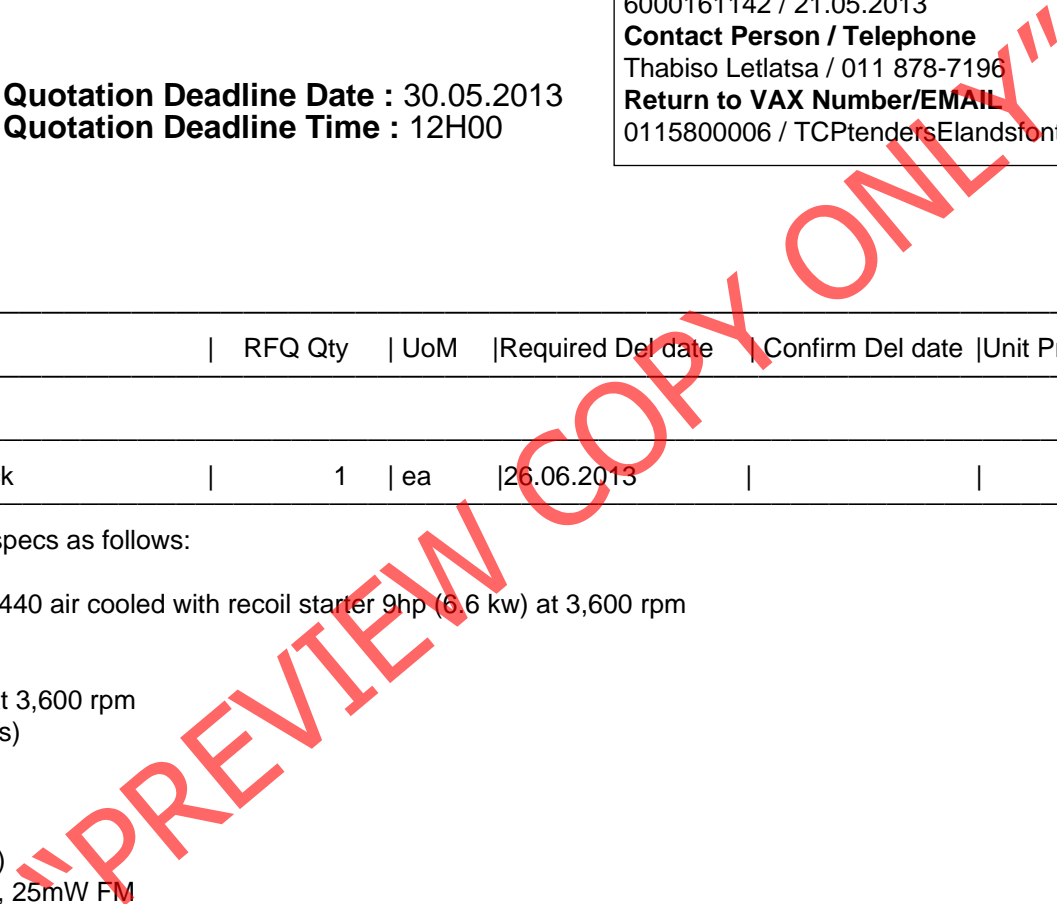 6000161142 / 21.05.2013
Contact Person / Telephone
Thabiso Letlatsa / 011 878-7196
Return to VAX Number/EMAIL
0115800006 / TCPtendersElandsfont
Quotation Deadline Date : 30.05.2013
Quotation Deadline Time : 12H00
| RFQ Qty | UoM |Required Del date | Confirm Del date |Unit Pr
k | 1 | ea |26.06.2013 | |
specs as follows:
440 air cooled with recoil starter 9hp (6.6 kw) at 3,600 rpm
t 3,600 rpm
s)
)
, 25mW FM
"PREVIEW COPY ONLY"